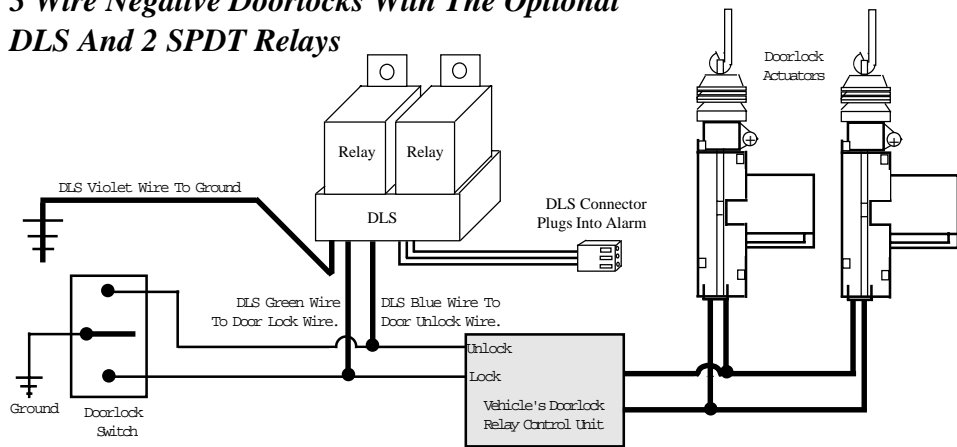 3 Wire Negative Doorlocks With The Optional
DLS And 2 SPDT Relays
Doorlock
Actuators
Relay
Relay
DLS Violet Wire To Ground
DLS
DLS Connector
Plugs Into Alarm
DLS Green Wire
To Door Lock Wire.
DLS Blue Wire To
Door Unlock Wire.
Unlock
Lock
Vehicle's Doorlock
Relay Control Unit
Ground
Doorlock
Switch